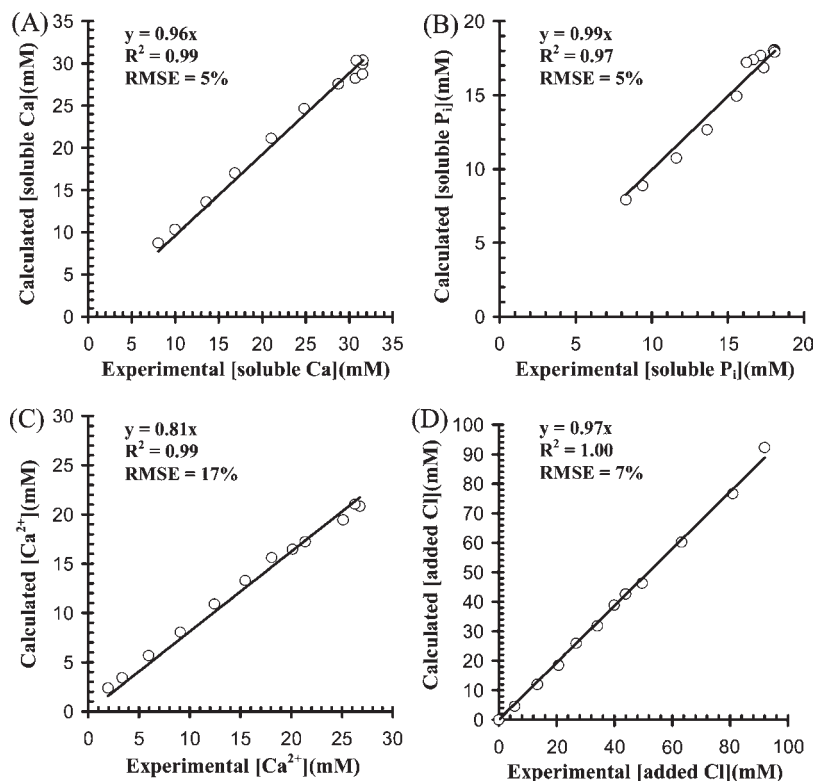 (A)
y = 0.96x
R² = 0.99
RMSE = 5%
Calculated [soluble Ca](mM)
35
30
25
20
15
10
5
0
0 5 10 15 20 25 30 35
Experimental [soluble Ca](mM)
(B)
y = 0.99x
R² = 0.97
RMSE = 5%
Calculated [soluble Pᵢ](mM)
20
15
10
5
0
0 5 10 15 20
Experimental [soluble Pᵢ](mM)
(C)
y = 0.81x
R² = 0.99
RMSE = 17%
Calculated [Ca²⁺](mM)
30
25
20
15
10
5
0
0 5 10 15 20 25 30
Experimental [Ca²⁺](mM)
(D)
y = 0.97x
R² = 1.00
RMSE = 7%
Calculated [added Cl](mM)
100
90
80
70
60
50
40
30
20
10
0
0 20 40 60 80 100
Experimental [added Cl](mM)